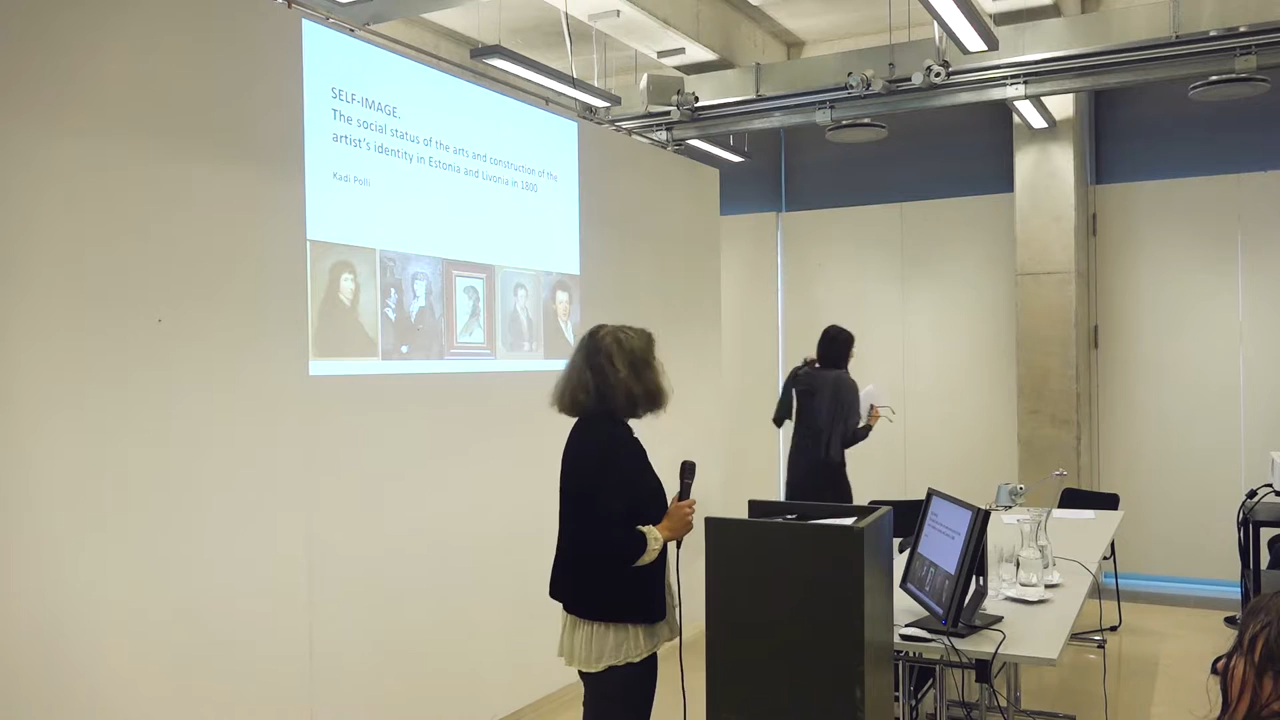 SELF-IMAGE.
The social status of the arts and construction of the
artist's identity in Estonia and Livonia in 1800
Kadi Polli